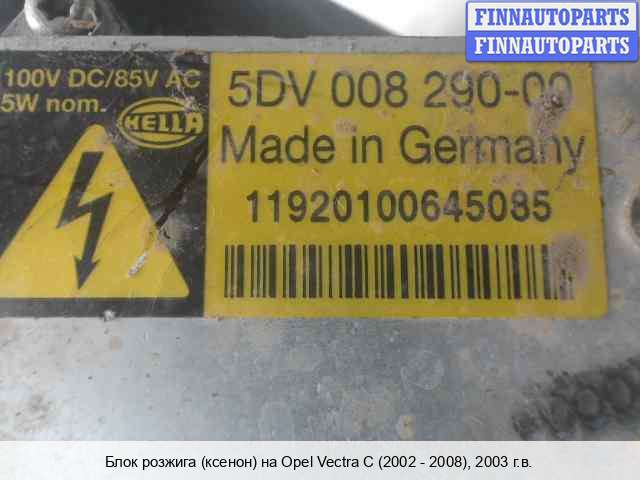 FINNAUTOPARTS
FINNAUTOPARTS
100V DC/85V AC
5W nom.
HELLA
5DV 008 290-00
Made in Germany
11920100645085
Блок розжига (ксенон) на Opel Vectra C (2002 - 2008), 2003 г.в.